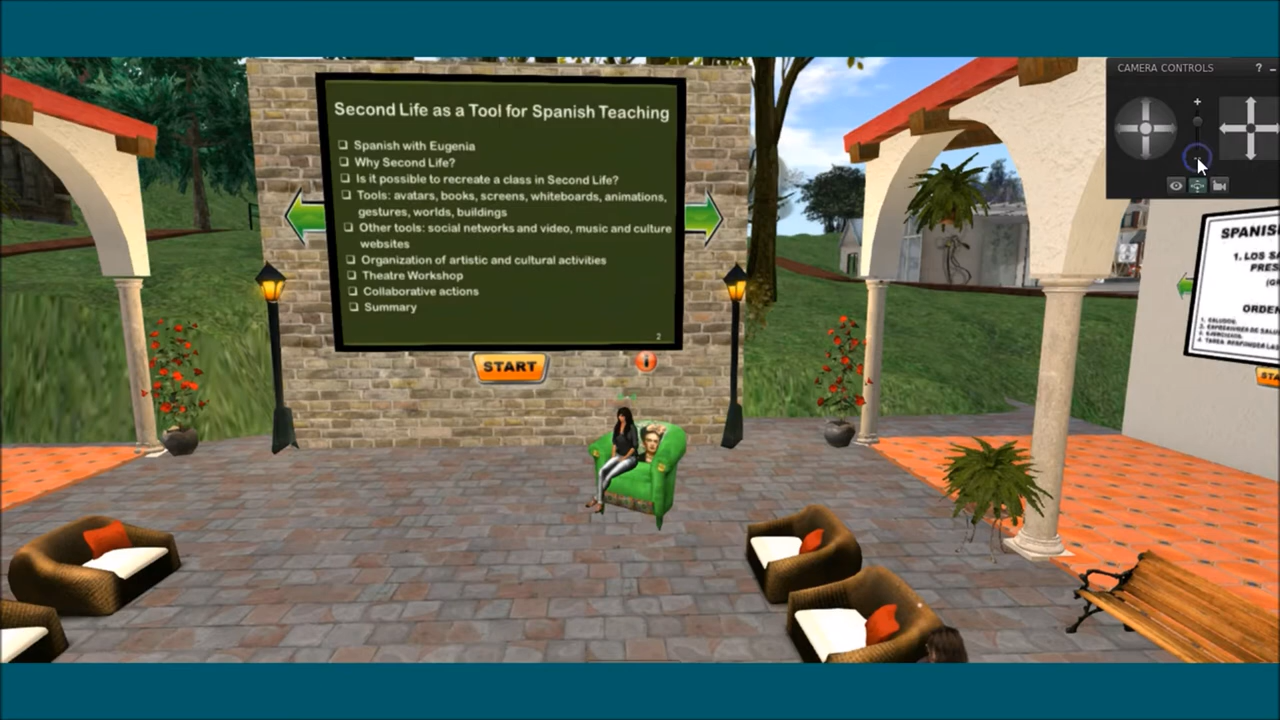 CAMERA CONTROLS
?
Second Life as a Tool for Spanish Teaching
Spanish with Eugenia
Why Second Life?
Is it possible to recreate a class in Second Life?
Tools: avatars, books, screens, whiteboards, animations,
gestures, worlds, buildings
Other tools: social networks and video, music and culture
websites
Organization of artistic and cultural activities
Theatre Workshop
Collaborative actions
Summary
2
START
i
1. LOS
ORDEN
1. SALUDOS